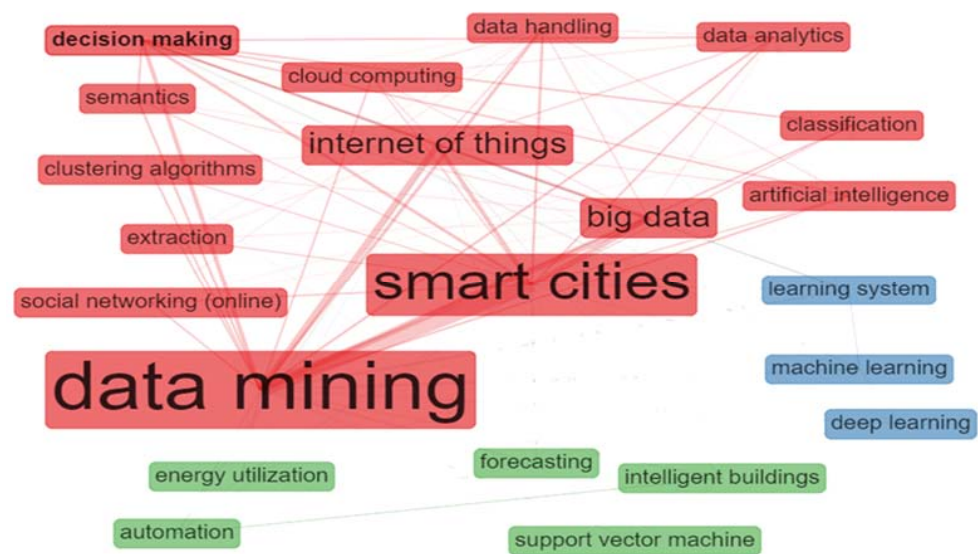 decision making
data handling
data analytics
cloud computing
semantics
internet of things
classification
clustering algorithms
artificial intelligence
big data
extraction
smart cities
social networking (online)
learning system
data mining
machine learning
deep learning
energy utilization
forecasting
intelligent buildings
automation
support vector machine